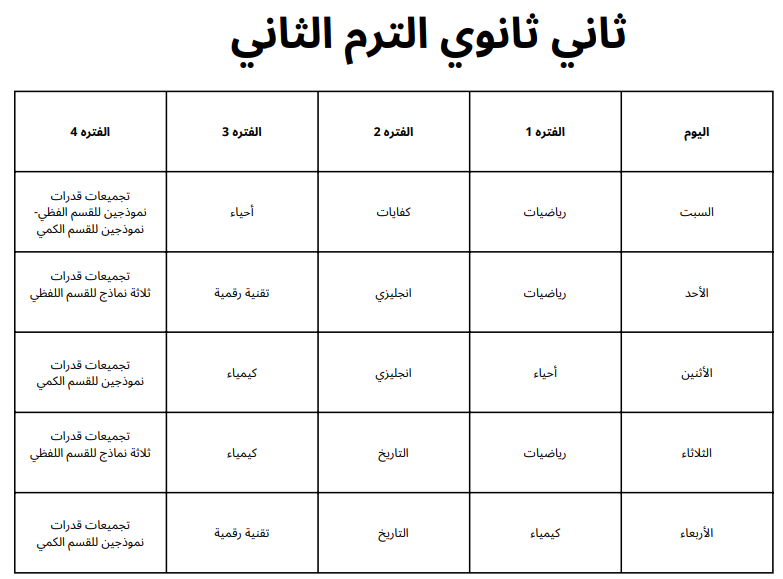 ثاني ثانوي الترم الثاني
اليوم
الفتره 1
الفتره 2
الفتره 3
الفتره 4
السبت
رياضيات
كفايات
أحياء
تجميعات قدرات
نموذجين للقسم الفظي-
نموذجين للقسم الكمي
الأحد
رياضيات
انجليزي
تقنية رقمية
تجميعات قدرات
ثلاثة نماذج للقسم اللفظي
الأثنين
أحياء
انجليزي
كيمياء
تجميعات قدرات
نموذجين للقسم الكمي
الثلاثاء
رياضيات
التاريخ
كيمياء
تجميعات قدرات
ثلاثة نماذج للقسم اللفظي
الأربعاء
كيمياء
التاريخ
تقنية رقمية
تجميعات قدرات
نموذجين للقسم الكمي